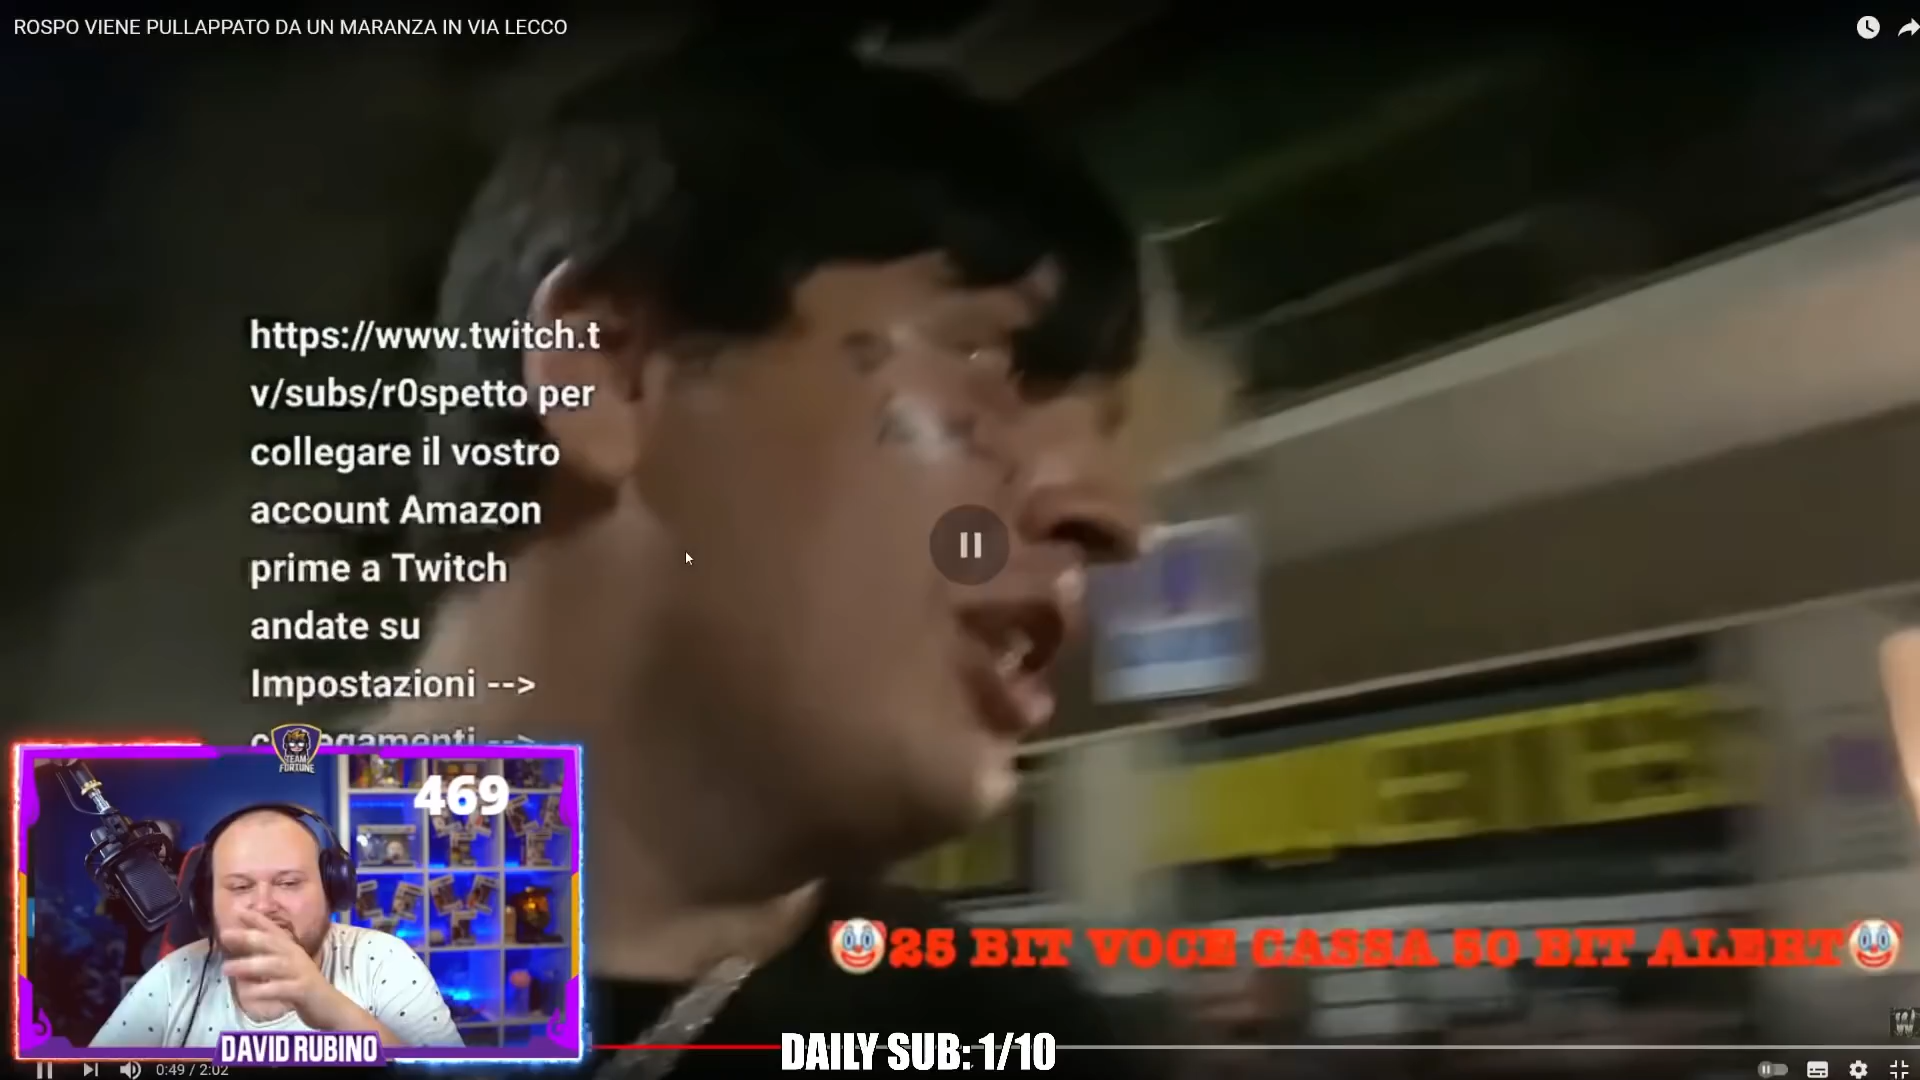 ROSPO VIENE PULLAPPATO DA UN MARANZA IN VIA LECCO
https://www.twitch.t
v/subs/r0spetto per
collegare il vostro
account Amazon
prime a Twitch
andate su
Impostazioni -->
collegamenti -->
TEAM
FORTUNE
469
🤡25 BIT VOCE CASSA 50 BIT ALERT🤡
DAVID RUBINO
DAILY SUB: 1/10
0:49 / 2:02